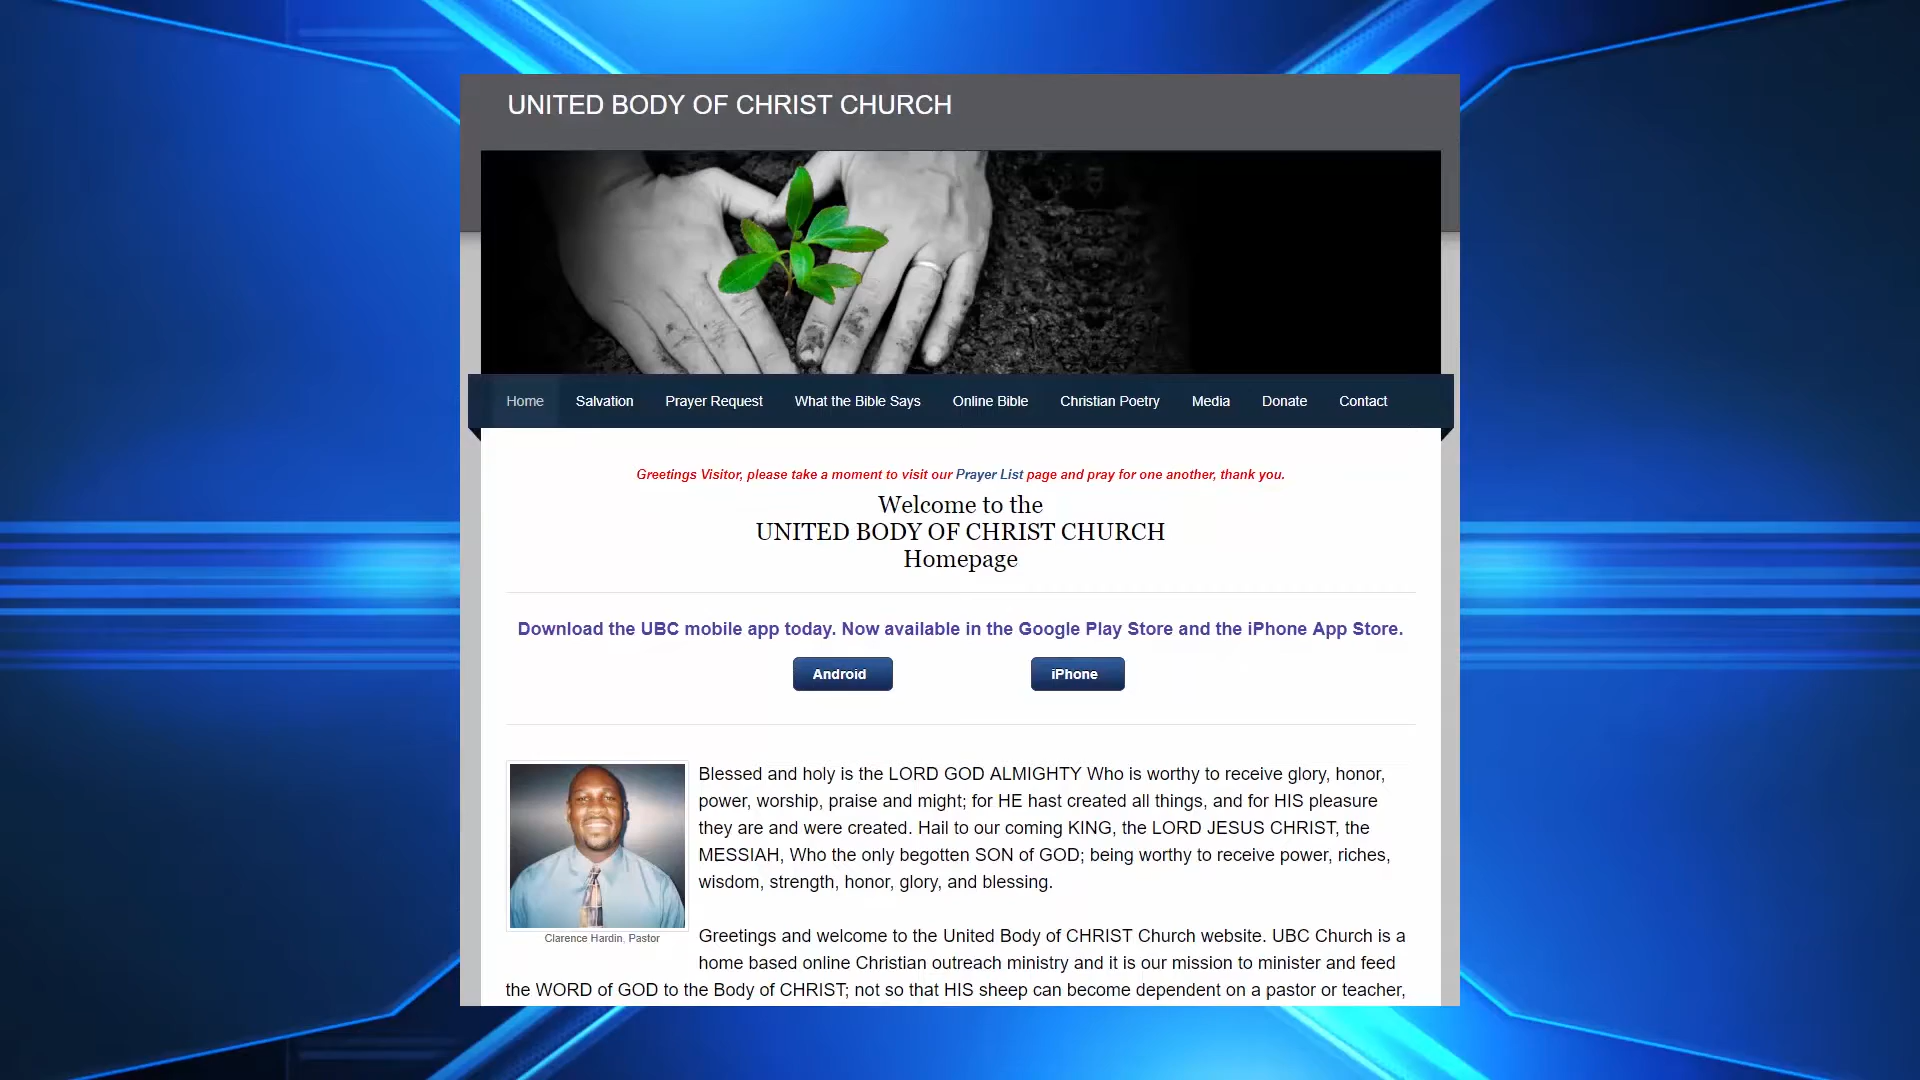 UNITED BODY OF CHRIST CHURCH
Home Salvation Prayer Request What the Bible Says Online Bible Christian Poetry Media Donate Contact
Greetings Visitor, please take a moment to visit our Prayer List page and pray for one another, thank you.
Welcome to the
UNITED BODY OF CHRIST CHURCH
Homepage
Download the UBC mobile app today. Now available in the Google Play Store and the iPhone App Store.
Android iPhone
Blessed and holy is the LORD GOD ALMIGHTY Who is worthy to receive glory, honor,
power, worship, praise and might; for HE hast created all things, and for HIS pleasure
they are and were created. Hail to our coming KING, the LORD JESUS CHRIST, the
MESSIAH, Who the only begotten SON of GOD; being worthy to receive power, riches,
wisdom, strength, honor, glory, and blessing.
Clarence Hardin, Pastor
Greetings and welcome to the United Body of CHRIST Church website. UBC Church is a
home based online Christian outreach ministry and it is our mission to minister and feed
the WORD of GOD to the Body of CHRIST; not so that HIS sheep can become dependent on a pastor or teacher,